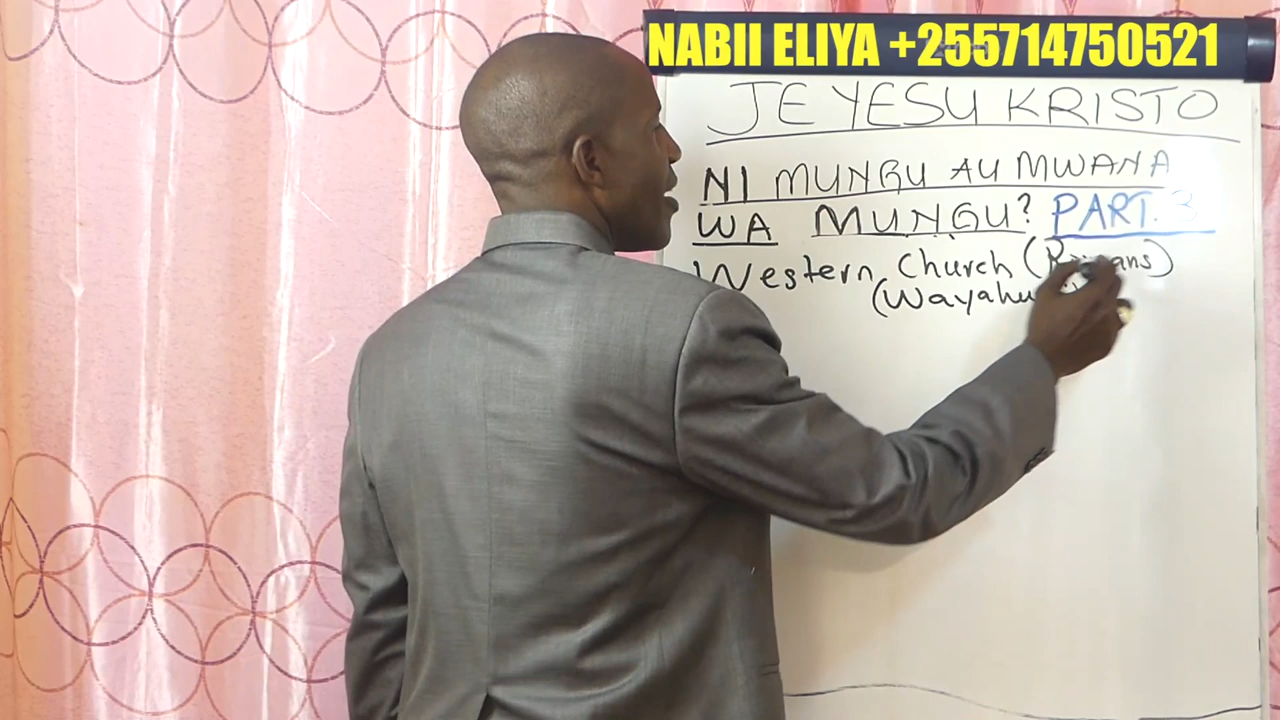 NABII ELIYA +255714750521
JE YESU KRISTO
NI MUNGU AU MWANA
WA MUNGU? PART. 3
Western Church